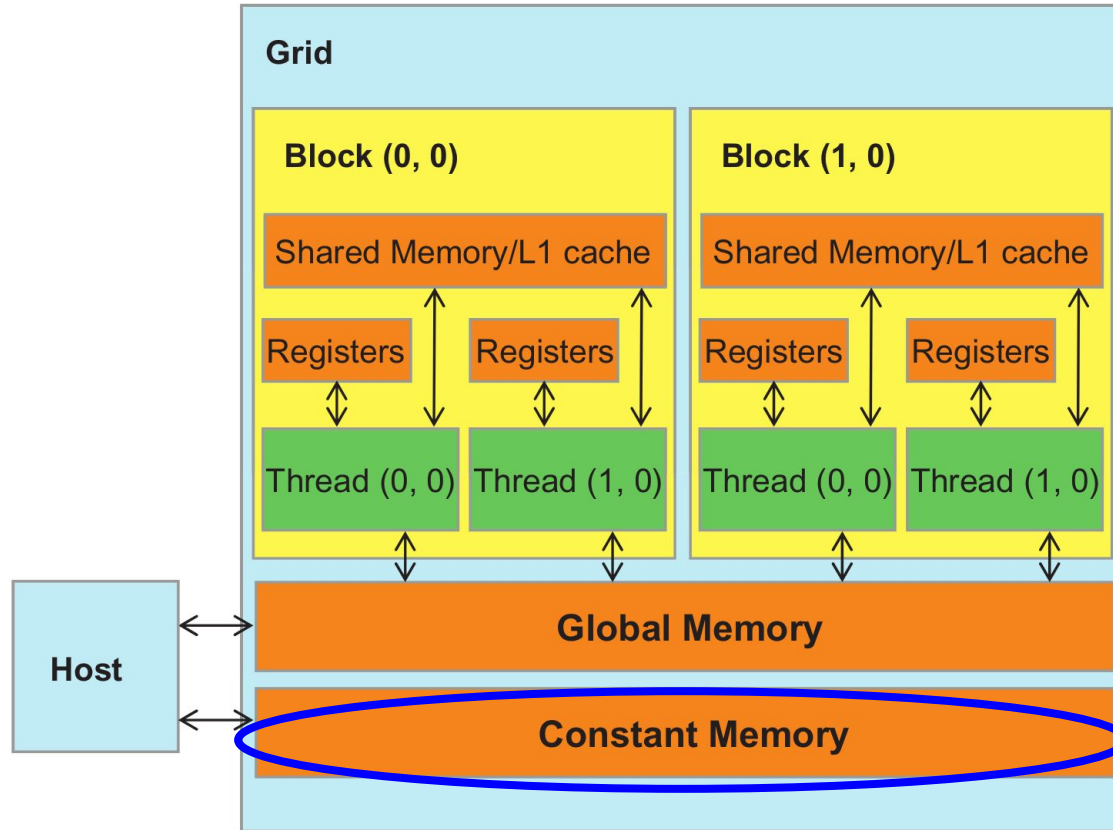 Grid
Block (0, 0)
Block (1, 0)
Shared Memory/L1 cache
Shared Memory/L1 cache
Registers
Registers
Registers
Registers
Thread (0, 0)
Thread (1, 0)
Thread (0, 0)
Thread (1, 0)
Global Memory
Host
Constant Memory